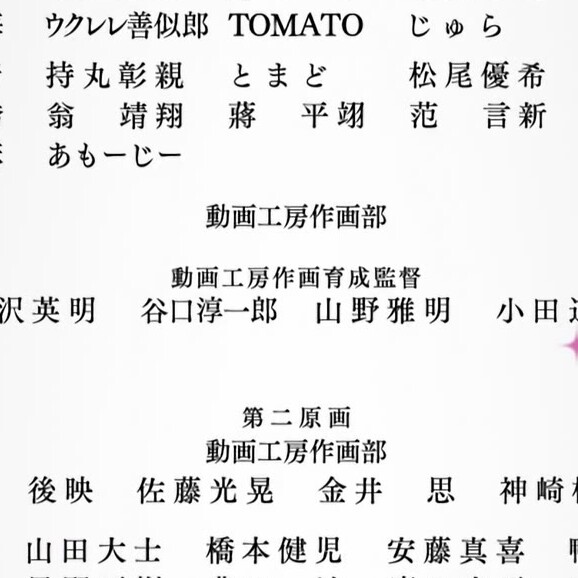 ウクレレ善似郎 TOMATO じゅら
持丸彰親 とまど 松尾優希
翁 靖翔 蔣 平翊 范 言新
あもーじー
動画工房作画部
動画工房作画育成監督
沢英明 谷口淳一郎 山野雅明 小田
第二原画
動画工房作画部
後映 佐藤光晃 金井 思 神崎
山田大士 橋本健児 安藤真喜